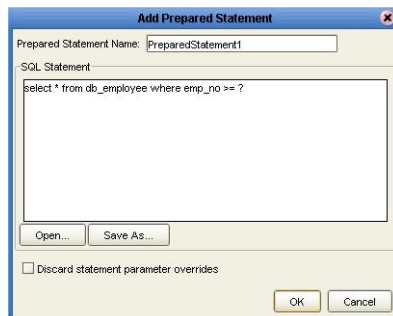 Add Prepared Statement
Prepared Statement Name: PreparedStatement1
SQL Statement
select * from db_employee where emp_no >= ?
Open... Save As...
Discard statement parameter overrides
OK Cancel